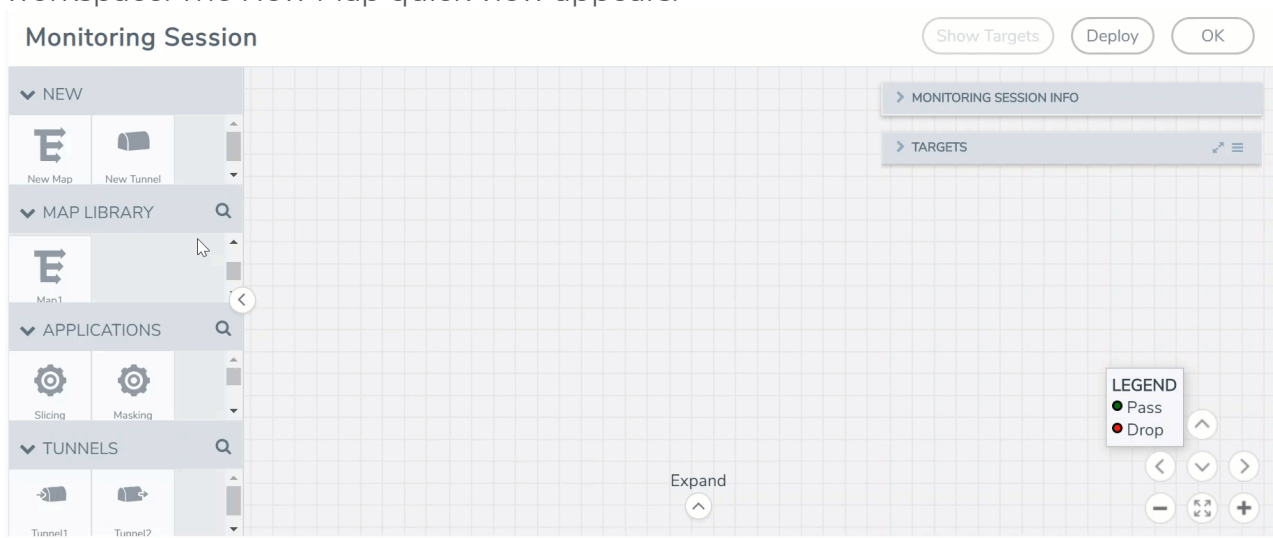 workspace. The New Map quick view appears.
Monitoring Session
Show Targets
Deploy
OK
NEW
New Map
New Tunnel
MAP LIBRARY
Map1
APPLICATIONS
Slicing
Masking
TUNNELS
Tunnel1
Tunnel2
MONITORING SESSION INFO
TARGETS
Expand
LEGEND
Pass
Drop